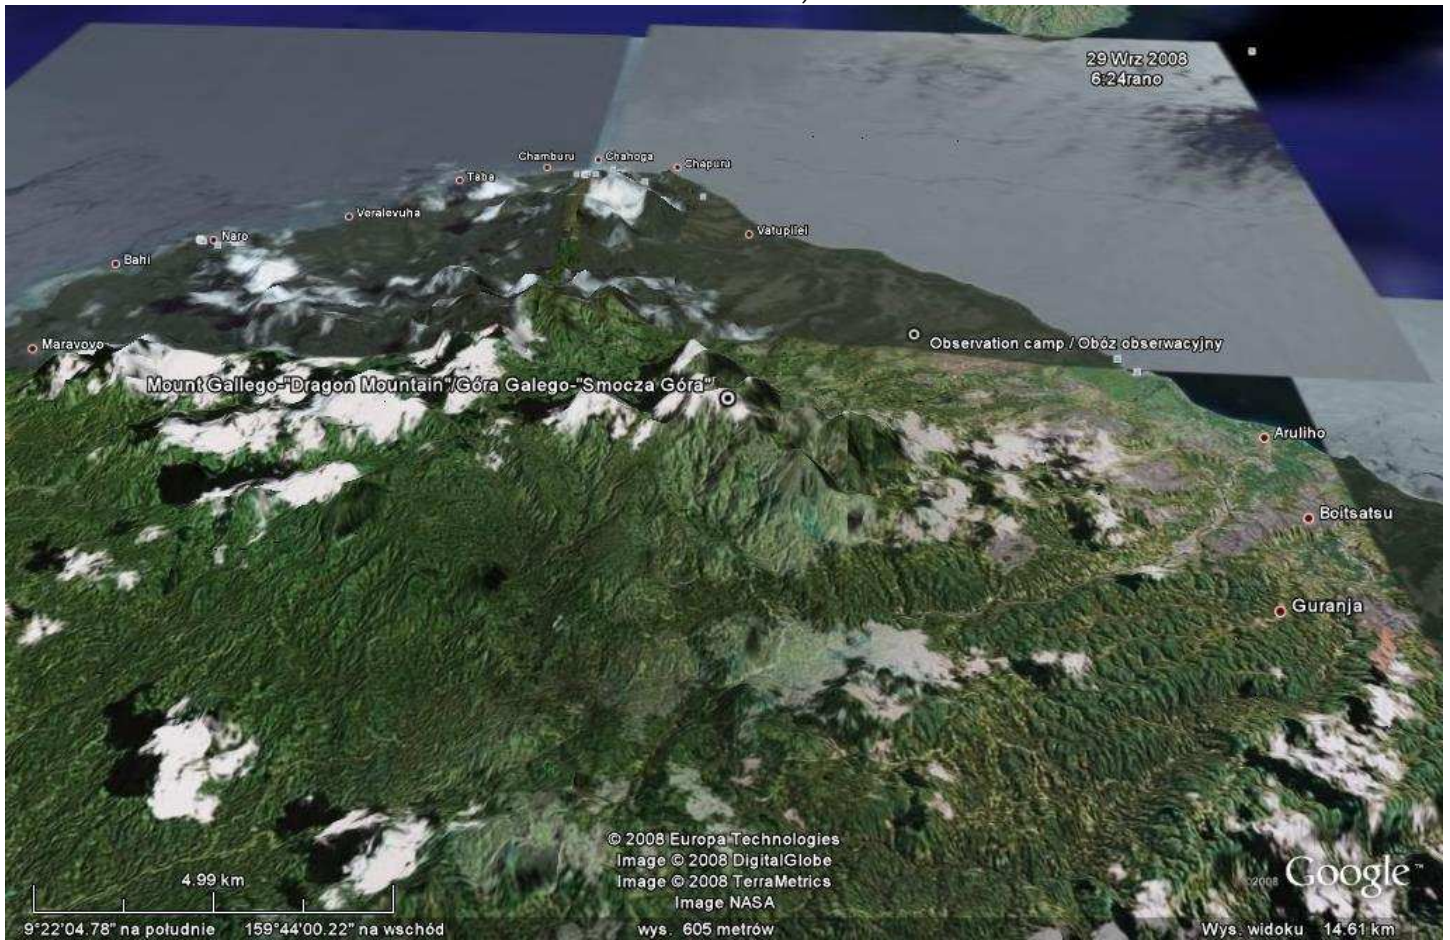 29 Wrz 2008
6:24rano
Chamburu
Chahoga
Chapuru
Taba
Veralevuha
Vatupilei
Naro
Bahi
Maravovo
Observation camp / Obóz obserwacyjny
Mount Gallego-"Dragon Mountain"/Góra Galego-"Smocza Góra"
Aruliho
Boitsatsu
Guranja
© 2008 Europa Technologies
Image © 2008 DigitalGlobe
Image © 2008 TerraMetrics
Image NASA
©2008 Google™
4.99 km
9°22'04.78" na południe 159°44'00.22" na wschód wys. 605 metrów Wys. widoku 14.61 km